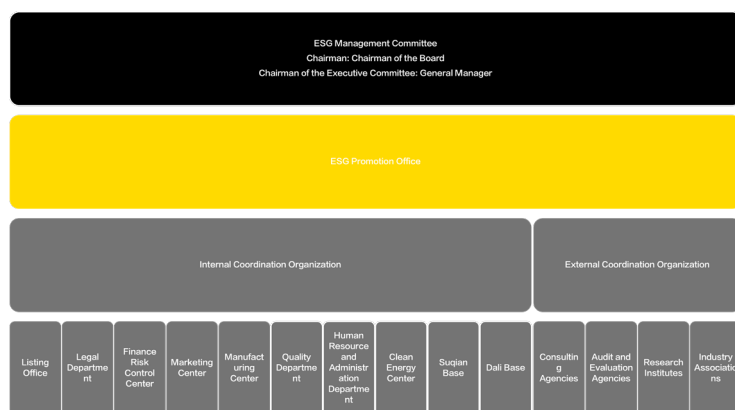 ESG Management Committee
Chairman: Chairman of the Board
Chairman of the Executive Committee: General Manager
ESG Promotion Office
Internal Coordination Organization
External Coordination Organization
Listing
Office
Legal
Departme
nt
Finance
Risk
Control
Center
Marketing
Center
Manufact
uring
Center
Quality
Departme
nt
Human
Resource
and
Administr
ation
Departme
nt
Clean
Energy
Center
Suqian
Base
Dali Base
Consultin
g
Agencies
Audit and
Evaluation
Agencies
Research
Institutes
Industry
Associatio
ns